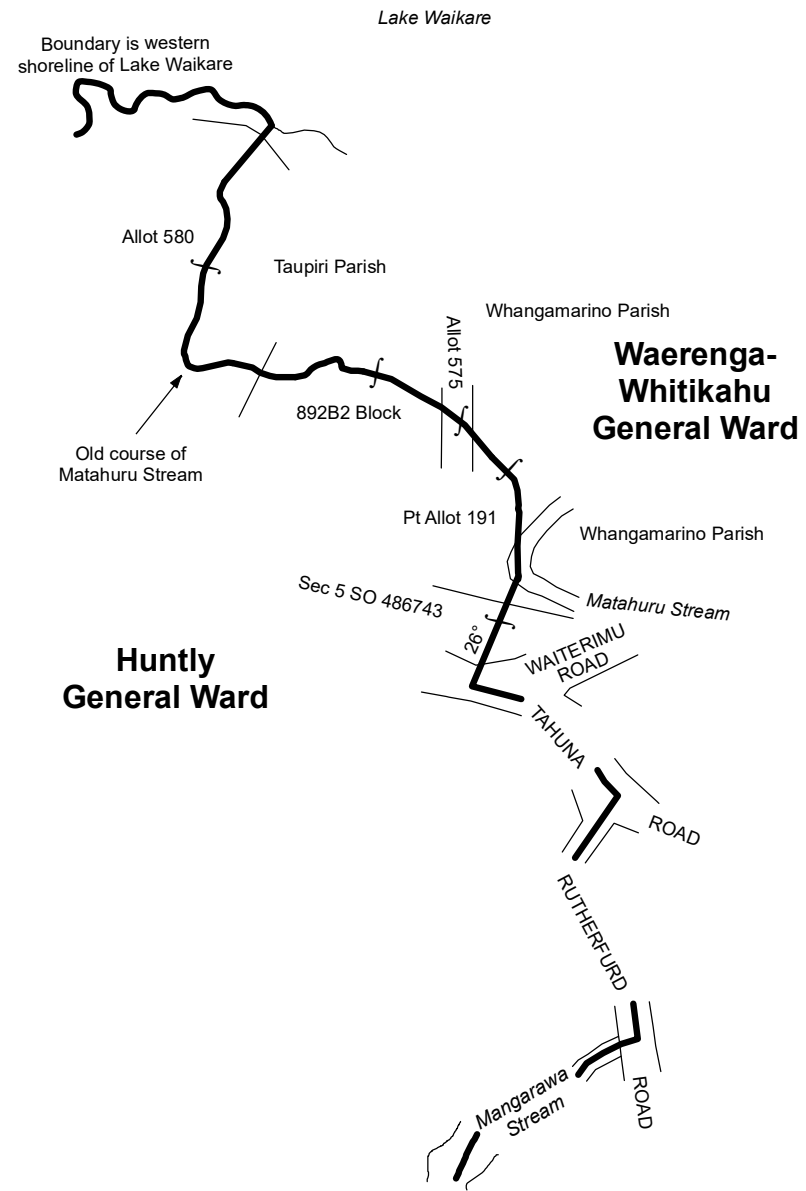 Lake Waikare
Boundary is western
shoreline of Lake Waikare
Allot 580
Taupiri Parish
Whangamarino Parish
Allot 575
Waerenga-
Whitikahu
General Ward
892B2 Block
Old course of
Matahuru Stream
Pt Allot 191
Whangamarino Parish
Sec 5 SO 486743
Matahuru Stream
26°
WAITERIMU
ROAD
Huntly
General Ward
TAHUNA
ROAD
RUTHERFURD
ROAD
Mangarawa
Stream